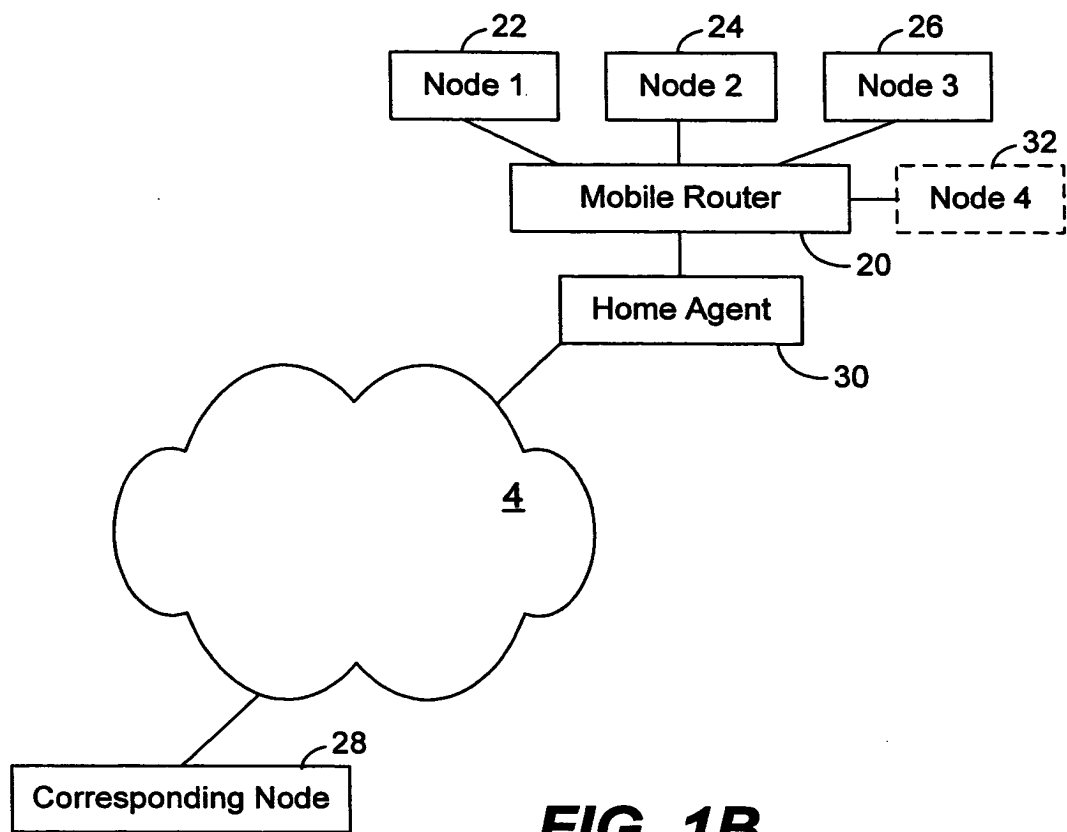 22
24
26
Node 1
Node 2
Node 3
32
Mobile Router
Node 4
20
Home Agent
30
4
28
Corresponding Node
FIG. 1B